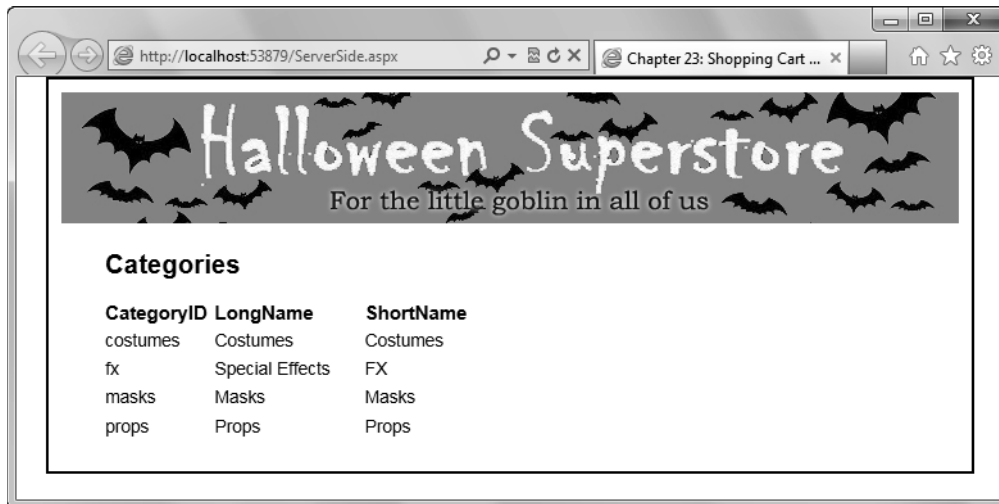 http://localhost:53879/ServerSide.aspx
Chapter 23: Shopping Cart ...
Halloween Superstore
For the little goblin in all of us
Categories
CategoryID LongName ShortName
costumes Costumes Costumes
fx Special Effects FX
masks Masks Masks
props Props Props